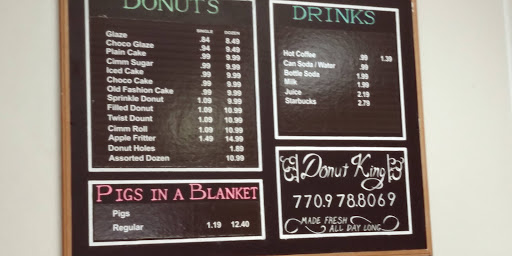 DONUTS
SINGLE DOZEN
Glaze .84 8.49
Choco Glaze .94 9.49
Plain Cake .99 9.99
Cimm Sugar .99 9.99
Iced Cake .99 9.99
Choco Cake .99 9.99
Old Fashion Cake .99 9.99
Sprinkle Donut 1.09 9.99
Filled Donut 1.09 10.99
Twist Dount 1.09 10.99
Cimm Roll 1.09 10.99
Apple Fritter 1.49 14.99
Donut Holes 1.89
Assorted Dozen 10.99
PIGS IN A BLANKET
Pigs
Regular 1.19 12.40
DRINKS
Hot Coffee .99 1.39
Can Soda / Water .99
Bottle Soda 1.99
Milk 1.99
Juice 2.19
Starbucks 2.79
Donut King
770.978.8069
MADE FRESH
ALL DAY LONG